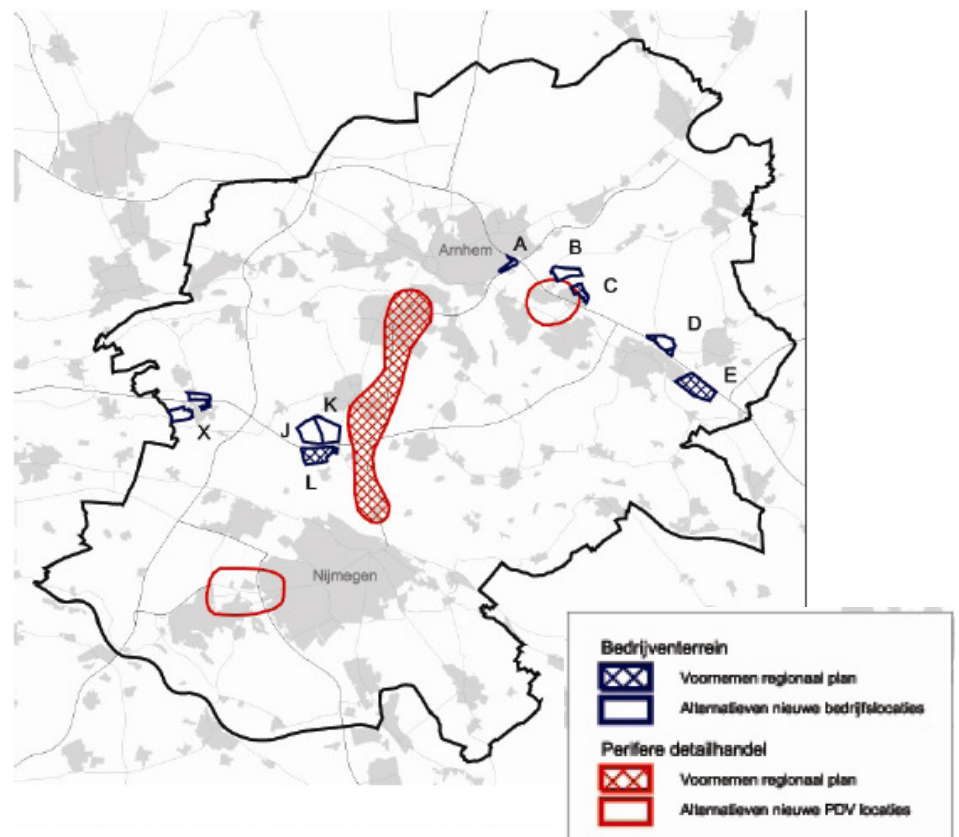 Arnhem
A
B
C
D
E
K
J
X
L
Nijmegen
Bedrijventerrein
Voornemen regionaal plan
Alternatieven nieuwe bedrijfslocaties
Perifere detailhandel
Voornemen regionaal plan
Alternatieven nieuwe PDV locaties